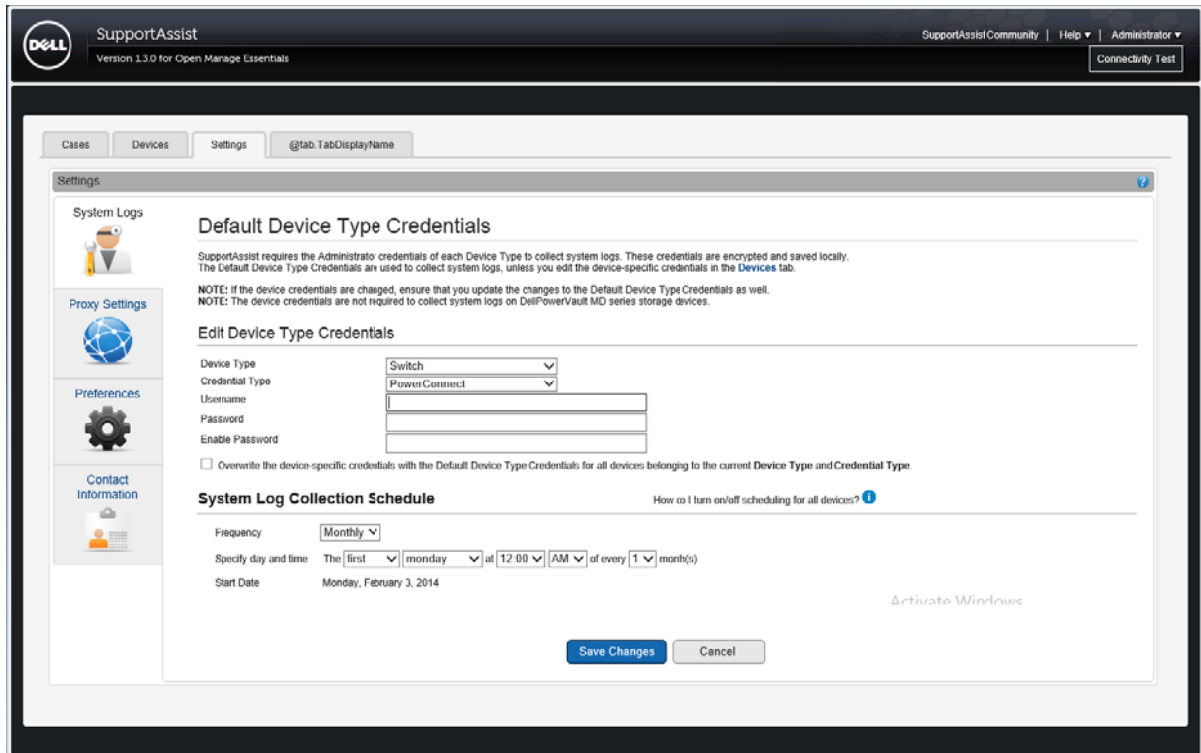 DELL
SupportAssist
Version 1.3.0 for Open Manage Essentials
SupportAssistCommunity | Help ▾ | Administrator ▾
Connectivity Test
Cases Devices Settings @tab.TabDisplayName
Settings
System Logs
Proxy Settings
Preferences
Contact
Information
Default Device Type Credentials
SupportAssist requires the Administrator credentials of each Device Type to collect system logs. These credentials are encrypted and saved locally.
The Default Device Type Credentials are used to collect system logs, unless you edit the device-specific credentials in the Devices tab.
NOTE: If the device credentials are changed, ensure that you update the changes to the Default Device Type Credentials as well.
NOTE: The device credentials are not required to collect system logs on DellPowerVault MD series storage devices.
Edit Device Type Credentials
Device Type Switch
Credential Type PowerConnect
Username
Password
Enable Password
Overwrite the device-specific credentials with the Default Device Type Credentials for all devices belonging to the current Device Type and Credential Type.
System Log Collection Schedule How do I turn on/off scheduling for all devices?
Frequency Monthly
Specify day and time The first monday at 12:00 AM of every 1 month(s)
Start Date Monday, February 3, 2014
Activate Windows
Save Changes Cancel